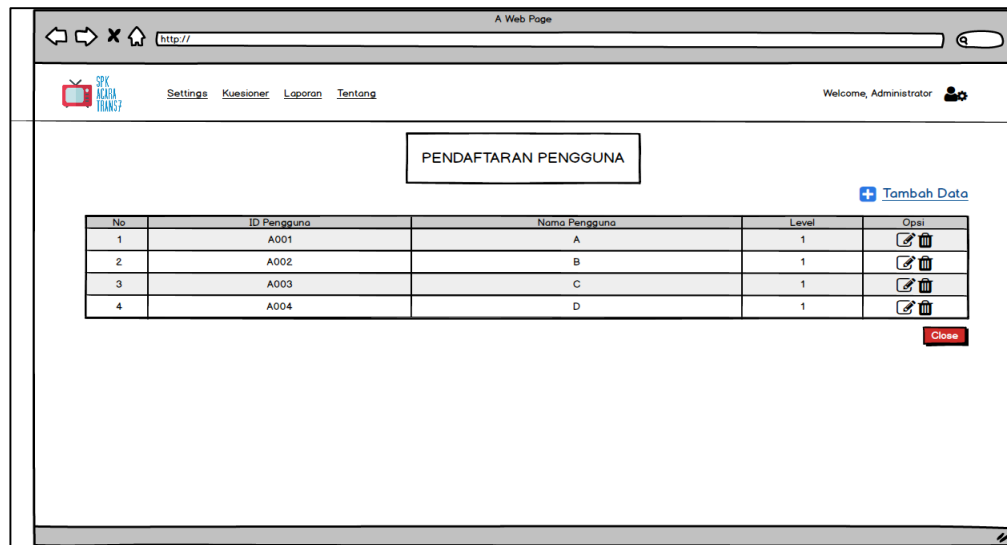 A Web Page
http://
SPK
ACARA
TRANS7
Settings Kuesioner Laporan Tentang
Welcome, Administrator
PENDAFTARAN PENGGUNA
Tambah Data
No ID Pengguna Nama Pengguna Level Opsi
1 A001 A 1
2 A002 B 1
3 A003 C 1
4 A004 D 1
Close